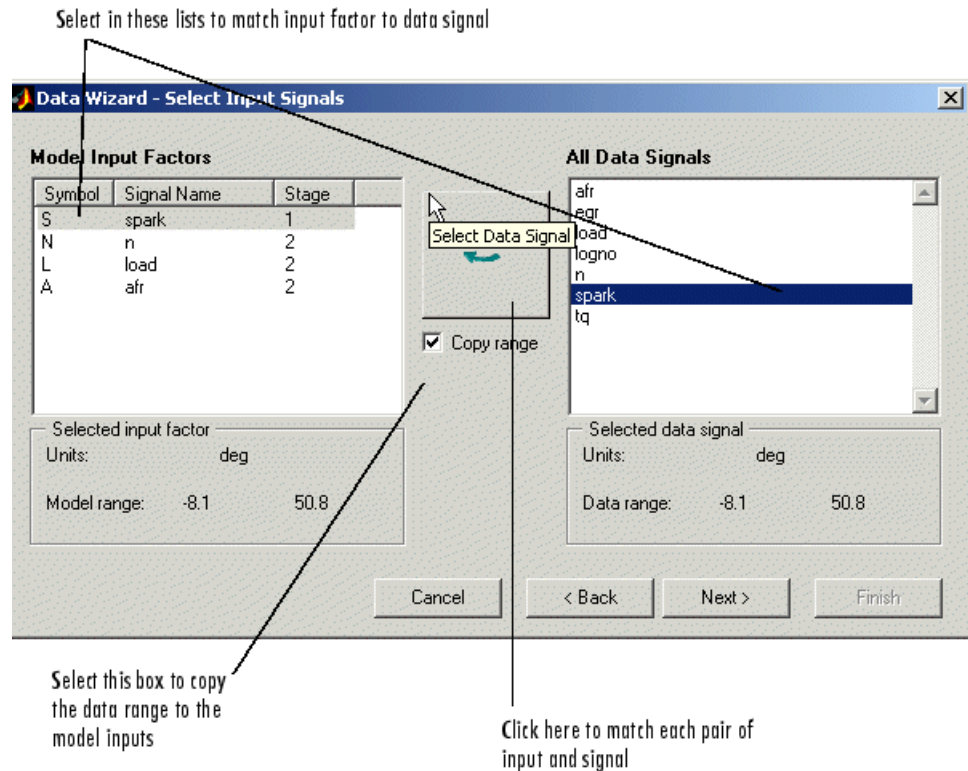 Select in these lists to match input factor to data signal
Data Wizard - Select Input Signals
Model Input Factors
Symbol Signal Name Stage
S spark 1
N n 2
L load 2
A afr 2
Select Data Signal
Copy range
All Data Signals
afr
egr
load
logno
n
spark
tq
Selected input factor
Units: deg
Model range: -8.1 50.8
Selected data signal
Units: deg
Data range: -8.1 50.8
Cancel
< Back
Next >
Finish
Select this box to copy
the data range to the
model inputs
Click here to match each pair of
input and signal